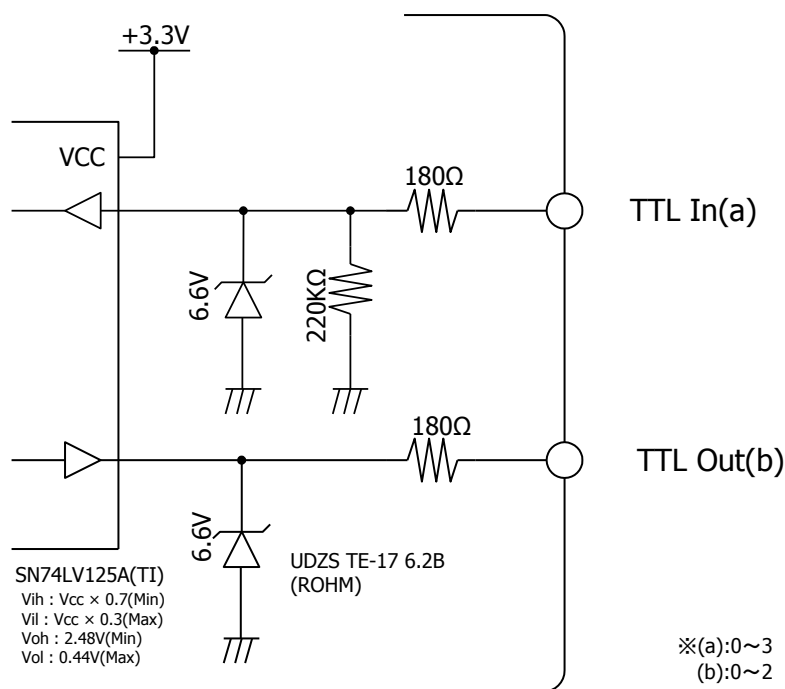 +3.3V
VCC
180Ω
TTL In(a)
6.6V
220KΩ
180Ω
TTL Out(b)
6.6V
UDZS TE-17 6.2B
(ROHM)
SN74LV125A(TI)
Vih : Vcc × 0.7(Min)
Vil : Vcc × 0.3(Max)
Voh : 2.48V(Min)
Vol : 0.44V(Max)
※(a):0～3
(b):0～2